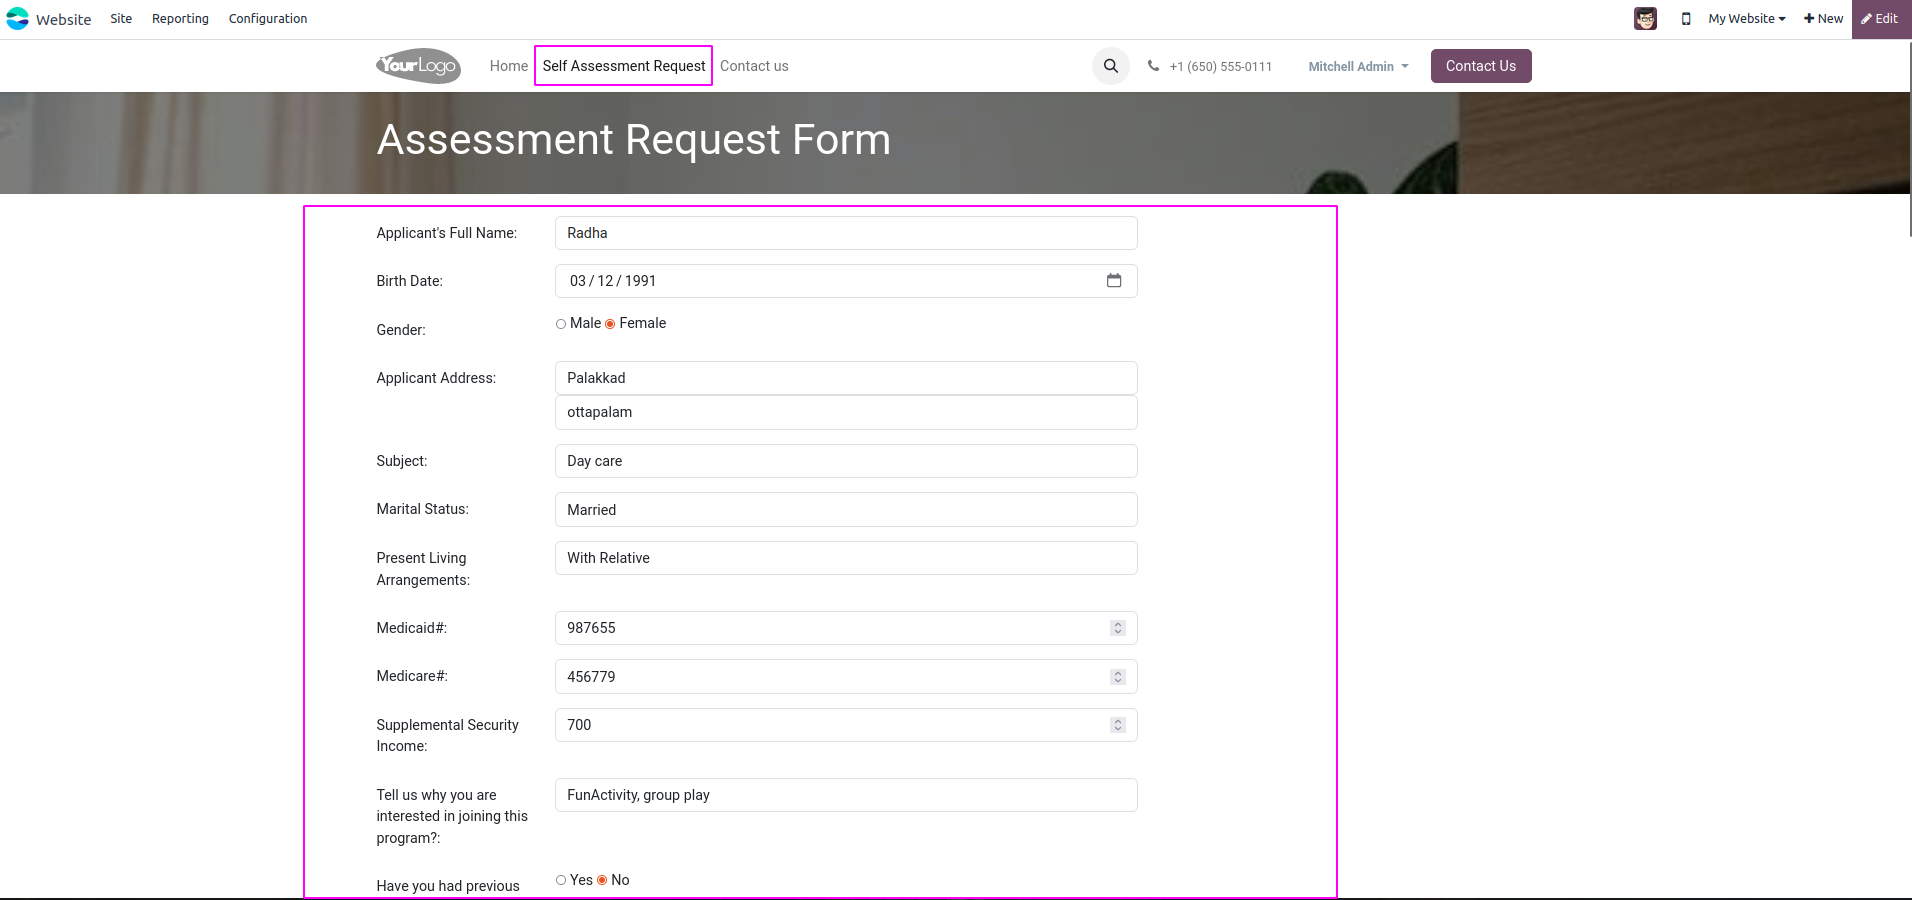 Website Site Reporting Configuration My Website New Edit
YourLogo Home Self Assessment Request Contact us +1 (650) 555-0111 Mitchell Admin Contact Us
Assessment Request Form
Applicant's Full Name: Radha
Birth Date: 03 / 12 / 1991
Gender: Male Female
Applicant Address: Palakkad
ottapalam
Subject: Day care
Marital Status: Married
Present Living With Relative
Arrangements:
Medicaid#: 987655
Medicare#: 456779
Supplemental Security 700
Income:
Tell us why you are FunActivity, group play
interested in joining this
program?:
Have you had previous Yes No